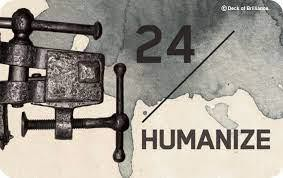 © Deck of Brilliance.
24
HUMANIZE